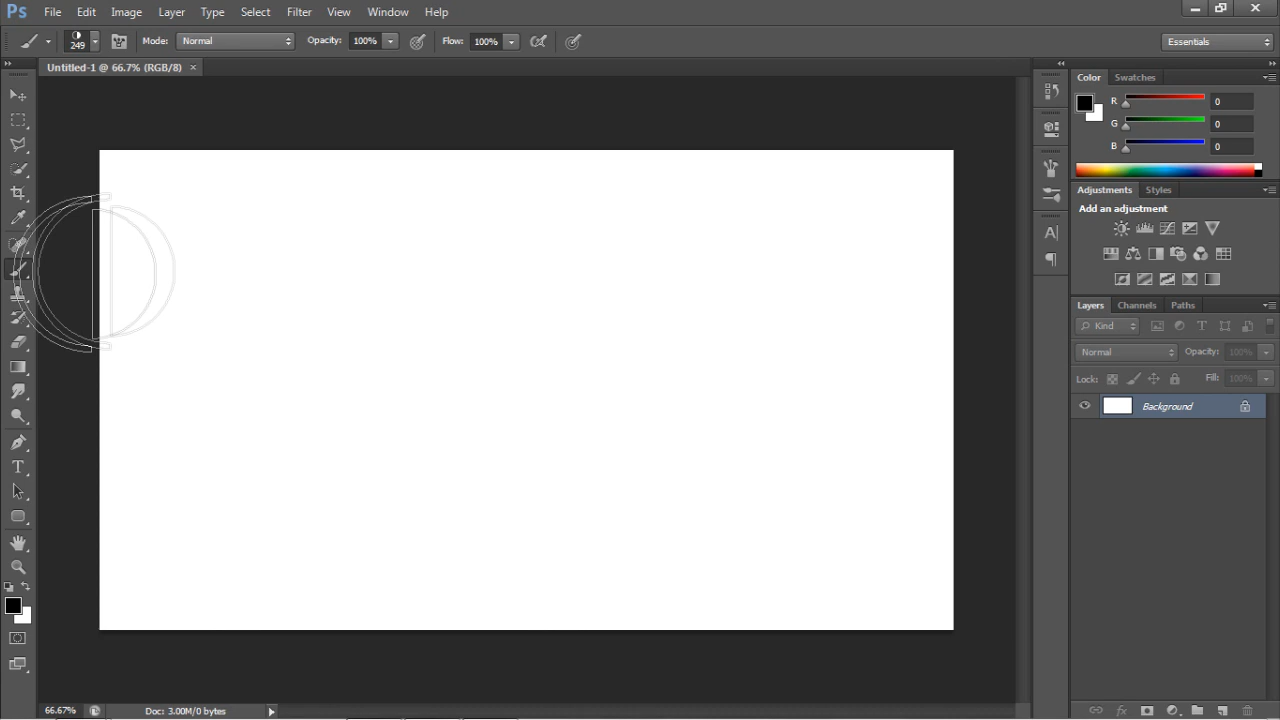 Ps File Edit Image Layer Type Select Filter View Window Help
249 Mode: Normal Opacity: 100% Flow: 100% Essentials
Untitled-1 @ 66.7% (RGB/8) ×
Color Swatches
R 0
G 0
B 0
Adjustments Styles
Add an adjustment
Layers Channels Paths
Kind
Normal Opacity: 100%
Lock: Fill: 100%
Background
66.67% Doc: 3.00M/0 bytes